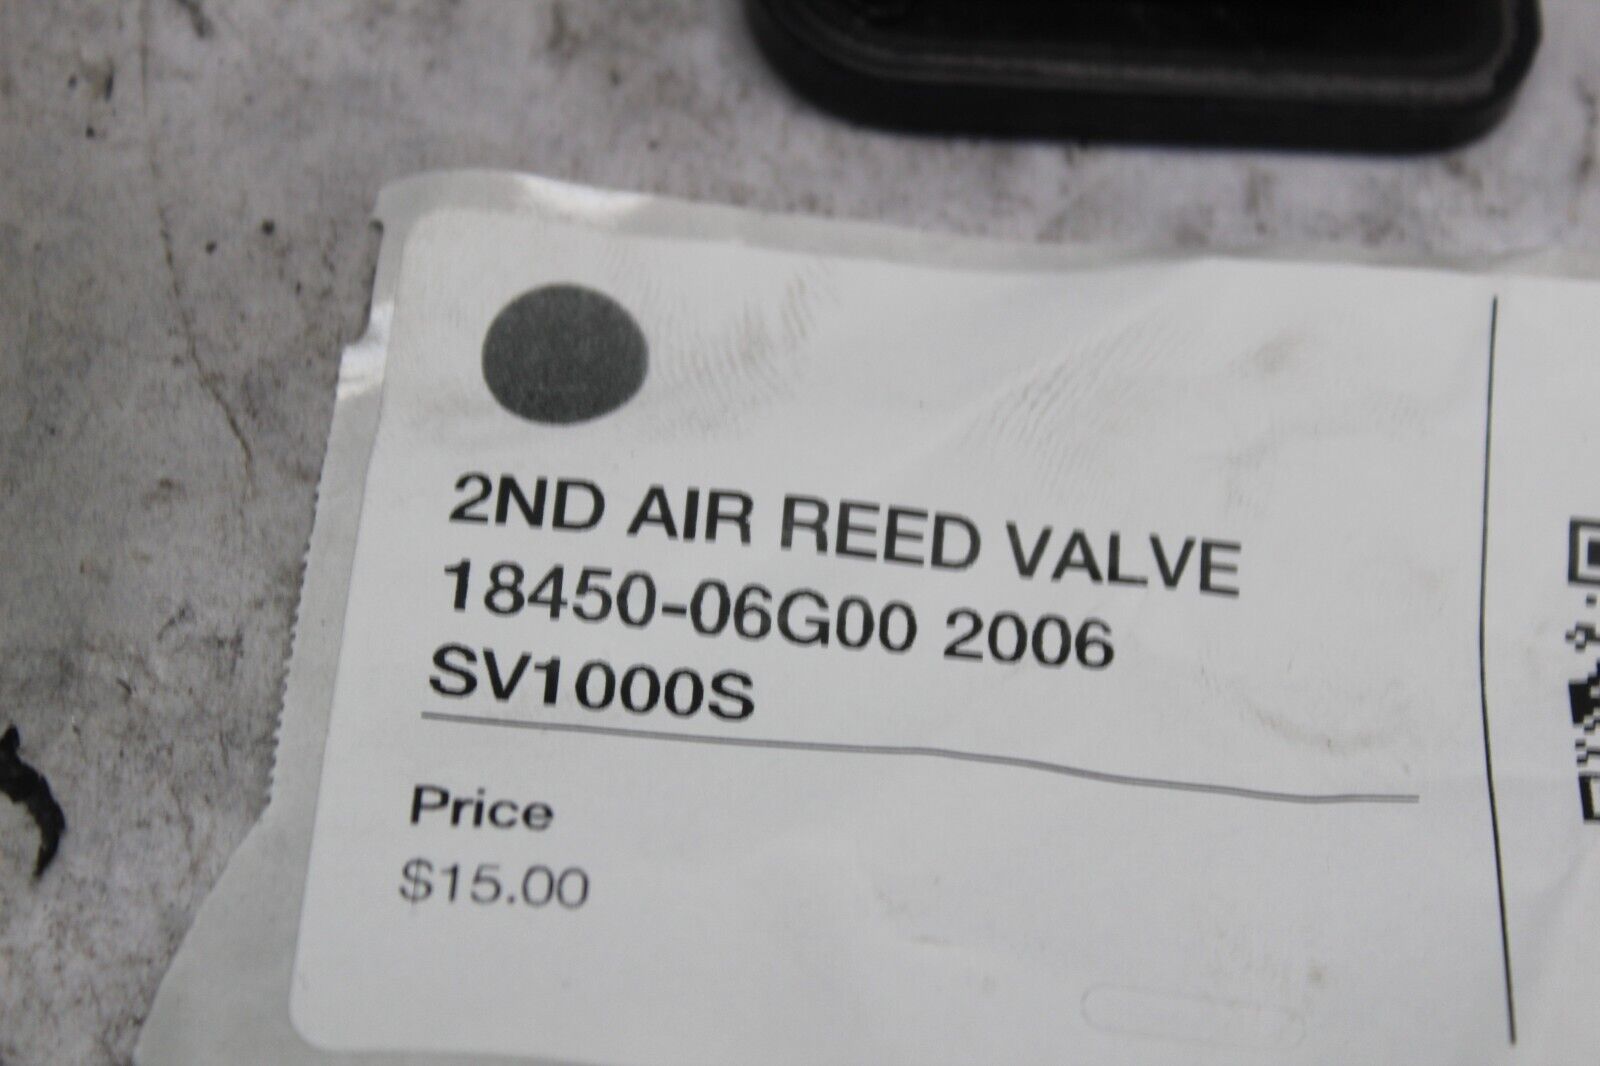 2ND AIR REED VALVE
18450-06G00 2006
SV1000S
Price
$15.00